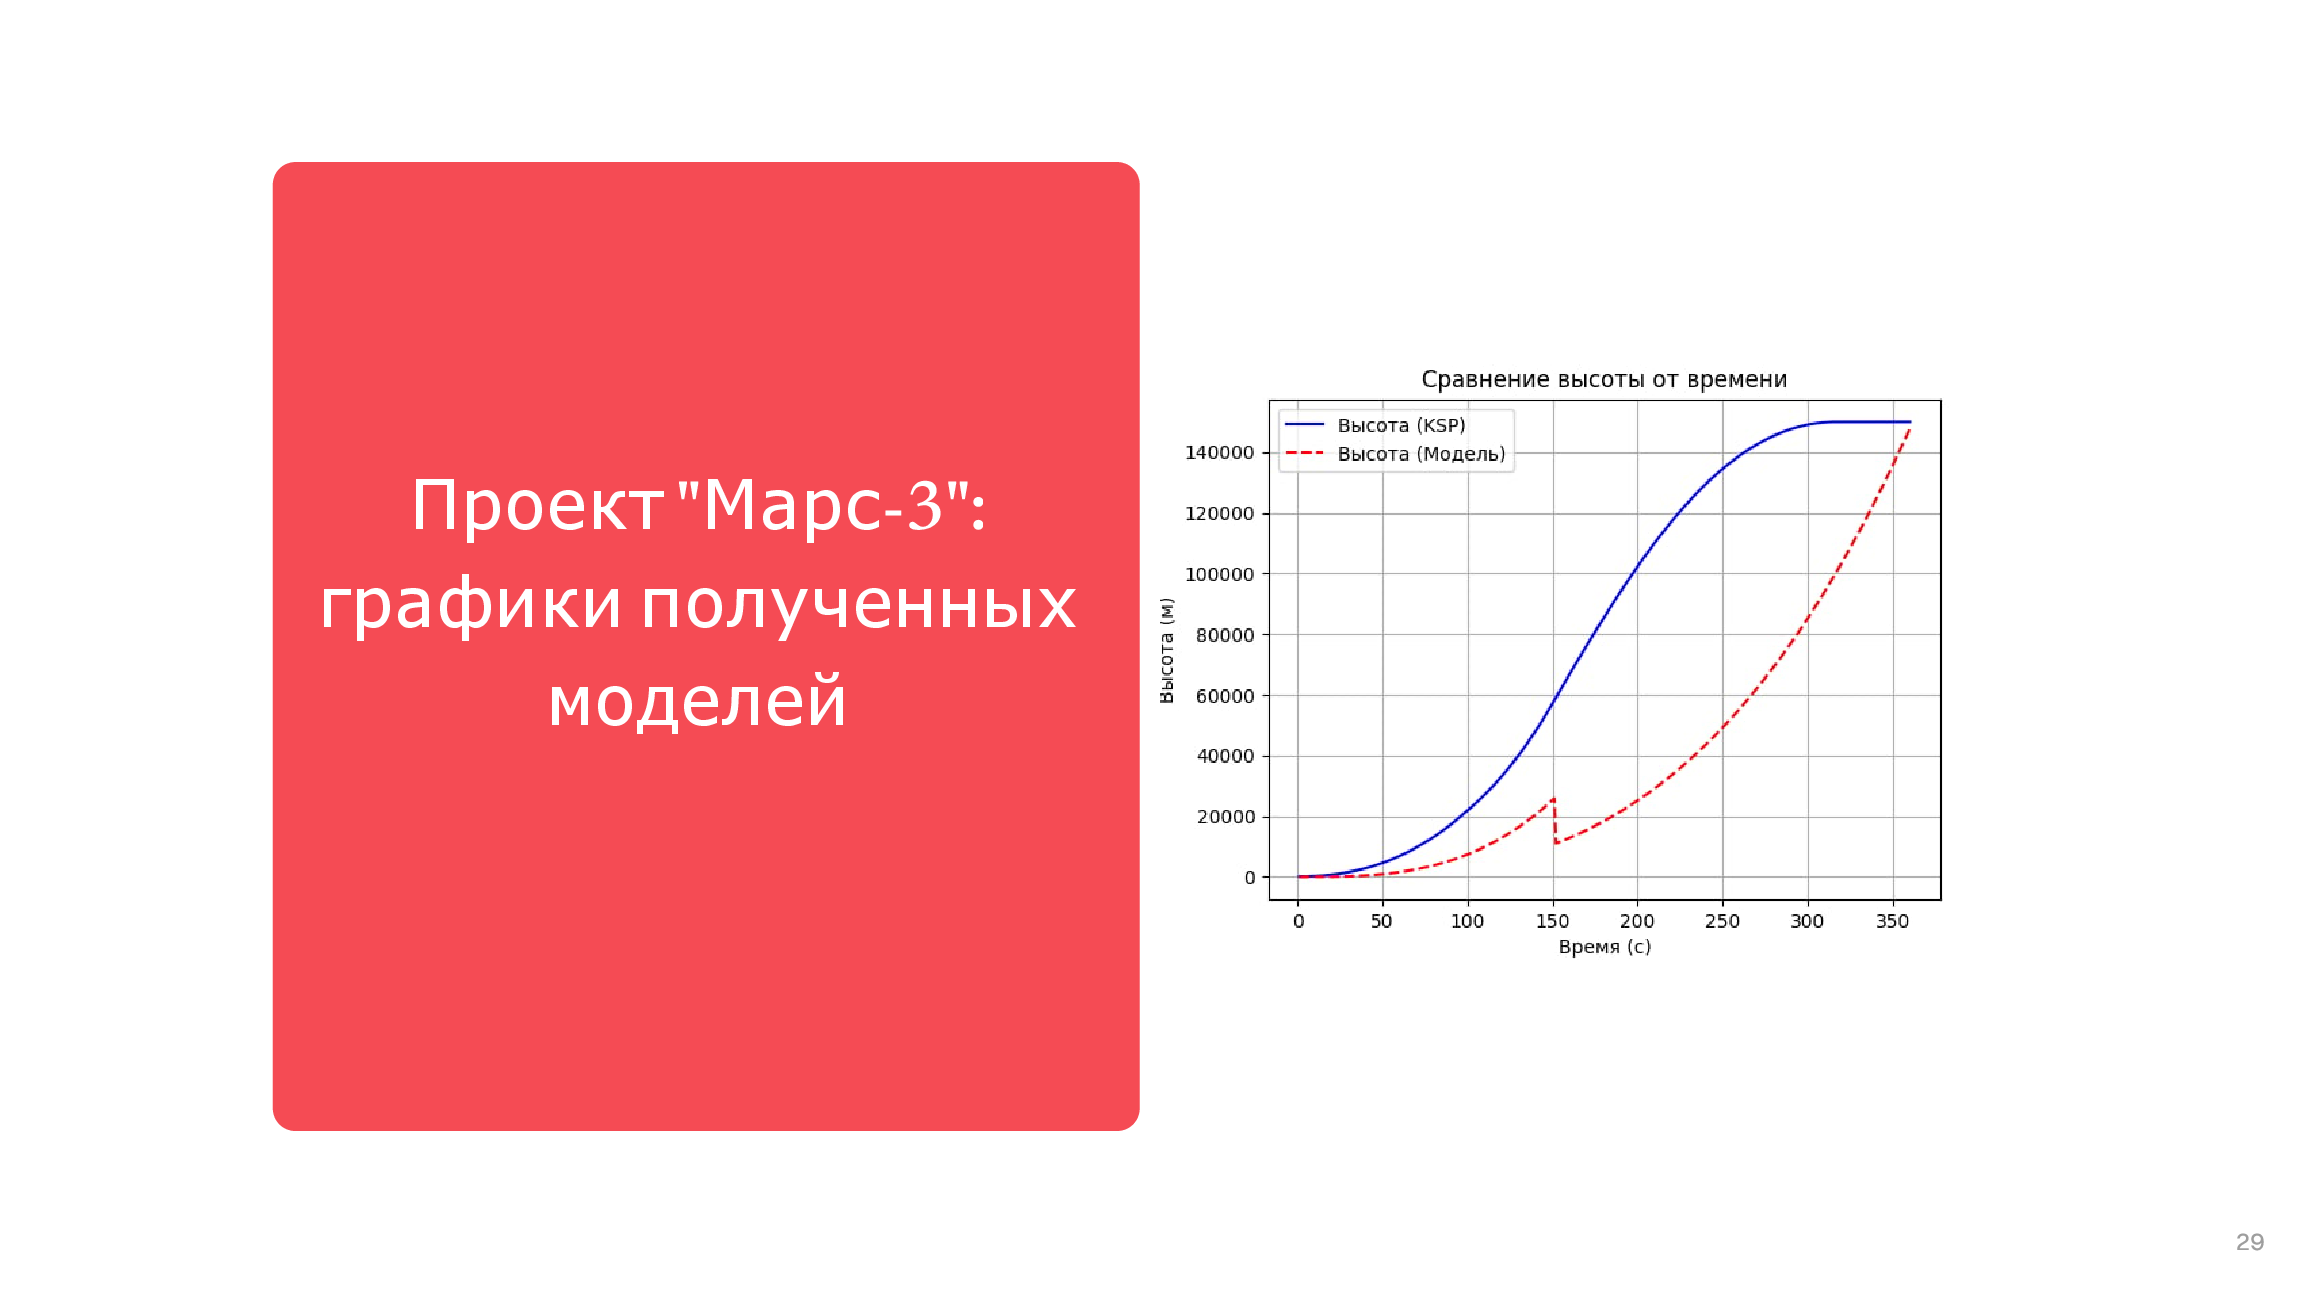 Проект "Марс-3":
графики полученных
моделей
Сравнение высоты от времени
Высота (KSP)
Высота (Модель)
Высота (м)
140000
120000
100000
80000
60000
40000
20000
0
0 50 100 150 200 250 300 350
Время (с)
29